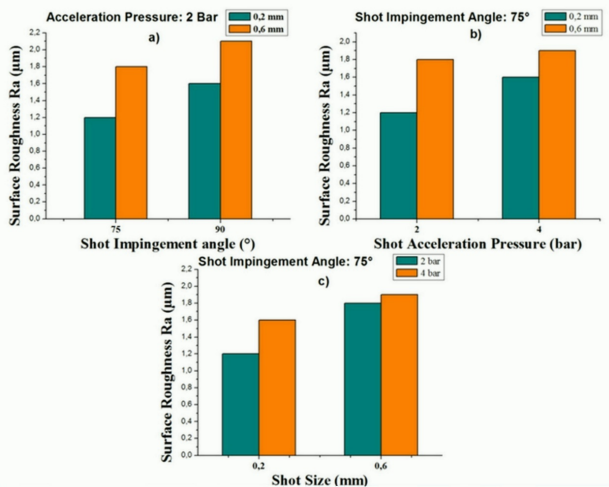 Acceleration Pressure: 2 Bar
0,2 mm
0,6 mm
a)
Surface Roughness Ra (µm)
2,2
2,0
1,8
1,6
1,4
1,2
1,0
0,8
0,6
0,4
0,2
0,0
75
90
Shot Impingement angle (°)
Shot Impingement Angle: 75°
0,2 mm
0,6 mm
b)
Surface Roughness Ra (µm)
2,0
1,8
1,6
1,4
1,2
1,0
0,8
0,6
0,4
0,2
0,0
2
4
Shot Acceleration Pressure (bar)
Shot Impingement Angle: 75°
2 bar
4 bar
c)
Surface Roughness Ra (µm)
2,2
2,0
1,8
1,6
1,4
1,2
1,0
0,8
0,6
0,4
0,2
0,0
0,2
0,6
Shot Size (mm)